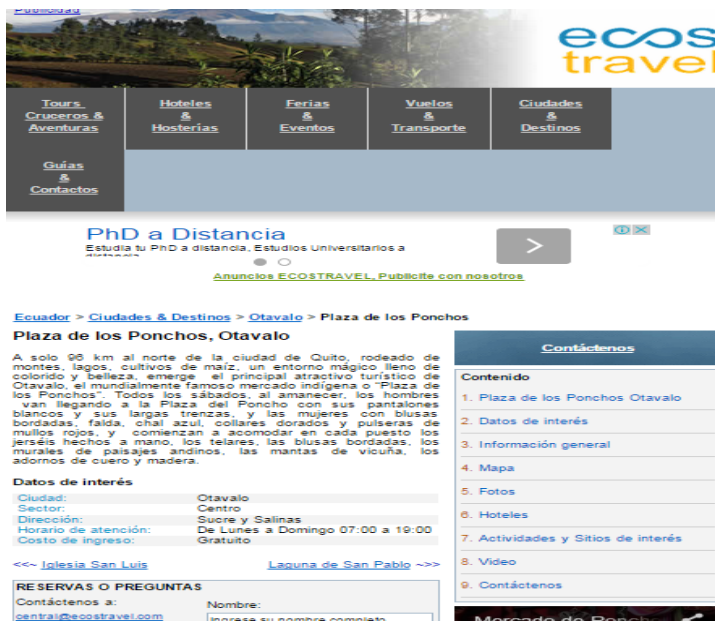 Publicidad
ecos
travel
Tours
Cruceros &
Aventuras
Hoteles
&
Hosterías
Ferias
&
Eventos
Vuelos
&
Transporte
Ciudades
&
Destinos
Guías
&
Contactos
PhD a Distancia
Estudia tu PhD a distancia, Estudios Universitarios a
distancia
Anuncios ECOSTRAVEL, Publicite con nosotros
Ecuador > Ciudades & Destinos > Otavalo > Plaza de los Ponchos
Plaza de los Ponchos, Otavalo
A solo 96 km al norte de la ciudad de Quito, rodeado de
montes, lagos, cultivos de maíz, un entorno mágico lleno de
colorido y belleza, emerge el principal atractivo turístico de
Otavalo, el mundialmente famoso mercado indígena o "Plaza de
los Ponchos". Todos los sábados, al amanecer, los hombres
van llegando a la Plaza del Poncho con sus pantalones
blancos y sus largas trenzas, y las mujeres con blusas
bordadas, falda, chal azul, collares dorados y pulseras de
mullos rojos, y comienzan a acomodar en cada puesto los
jerséis hechos a mano, los telares, las blusas bordadas, los
murales de paisajes andinos, las mantas de vicuña, los
adornos de cuero y madera.
Datos de interés
Ciudad: Otavalo
Sector: Centro
Dirección: Sucre y Salinas
Horario de atención: De Lunes a Domingo 07:00 a 19:00
Costo de ingreso: Gratuito
<<~ Iglesia San Luis Laguna de San Pablo ~>>
RESERVAS O PREGUNTAS
Contáctenos a:
central@ecostravel.com
Nombre:
Ingrese su nombre completo
Contáctenos
Contenido
1. Plaza de los Ponchos Otavalo
2. Datos de interés
3. Información general
4. Mapa
5. Fotos
6. Hoteles
7. Actividades y Sitios de interés
8. Video
9. Contáctenos
Mercado de Ponchos